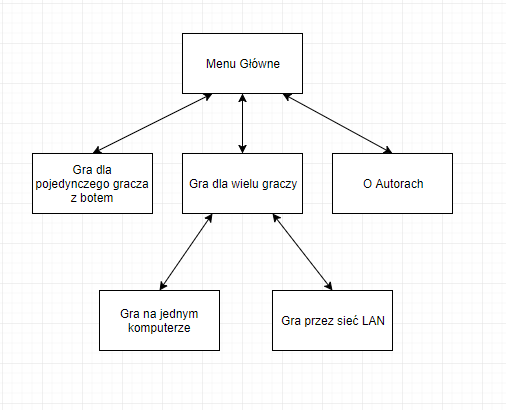 Menu Główne
Gra dla
pojedynczego gracza
z botem
Gra dla wielu graczy
O Autorach
Gra na jednym
komputerze
Gra przez sieć LAN